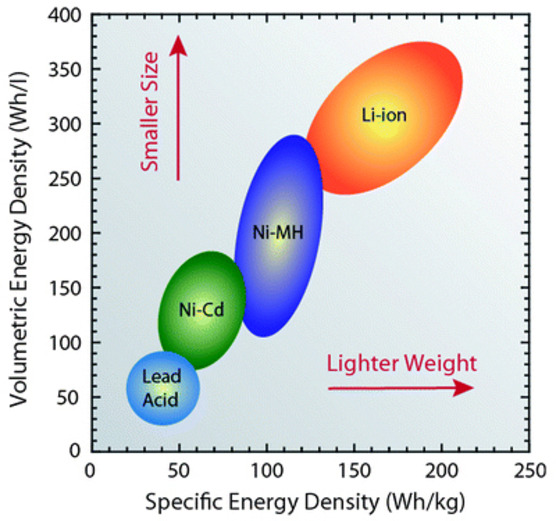 400
350
300
250
200
150
100
50
0
Volumetric Energy Density (Wh/l)
Smaller Size
Li-ion
Ni-MH
Ni-Cd
Lead
Acid
Lighter Weight
0 50 100 150 200 250
Specific Energy Density (Wh/kg)